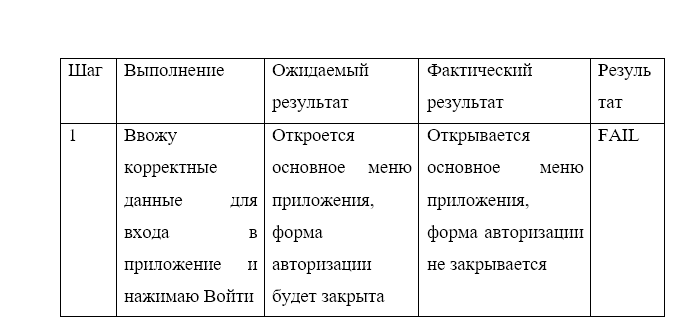 Шаг Выполнение Ожидаемый Фактический Резуль
результат результат тат
1 Ввожу Откроется Открывается FAIL
корректные основное меню основное меню
данные для приложения, приложения,
входа в форма форма авторизации
приложение и авторизации не закрывается
нажимаю Войти будет закрыта